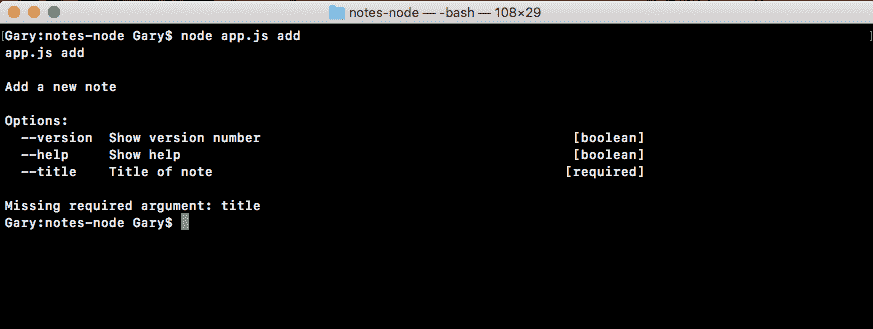 notes-node — -bash — 108×29
Gary:notes-node Gary$ node app.js add
app.js add
Add a new note
Options:
--version  Show version number  [boolean]
--help  Show help  [boolean]
--title  Title of note  [required]
Missing required argument: title
Gary:notes-node Gary$